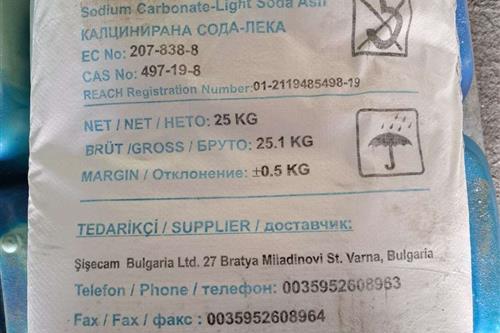 Sodium Carbonate-Light Soda Ash
КАЛЦИНИРАНА СОДА-ЛЕКА
EC No: 207-838-8
CAS No: 497-19-8
REACH Registration Number:01-2119485498-19
NET / NET / НЕТО: 25 KG
BRÜT /GROSS / БРУТО: 25.1 KG
MARGIN / Отклонение: ±0.5 KG
TEDARİKÇİ / SUPPLIER / доставчик:
Şişecam Bulgaria Ltd. 27 Bratya Miladinovi St. Varna, Bulgaria
Telefon / Phone / телефон: 0035952608963
Fax / Fax / факс : 0035952608964